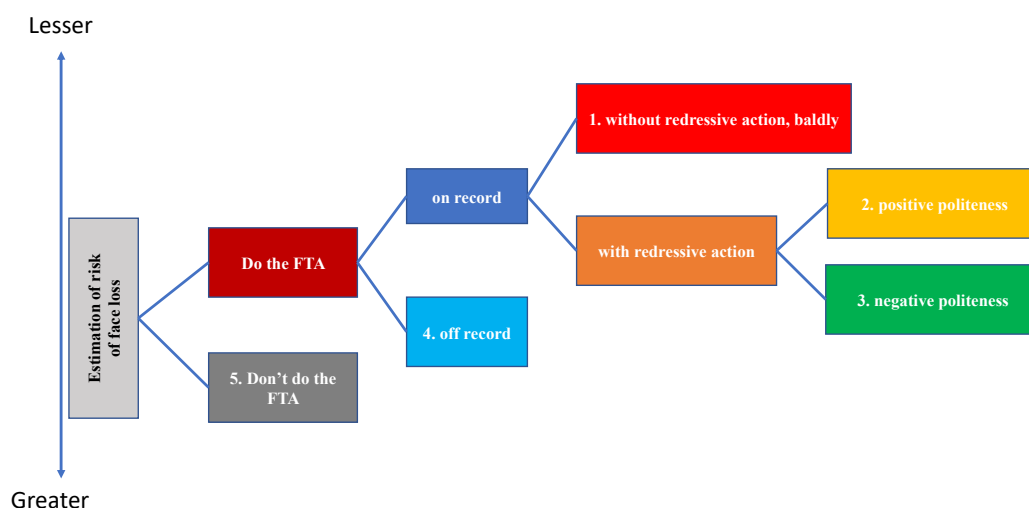 Lesser
1. without redressive action, baldly
on record
2. positive politeness
Do the FTA
with redressive action
3. negative politeness
Estimation of risk
of face loss
4. off record
5. Don’t do the
FTA
Greater